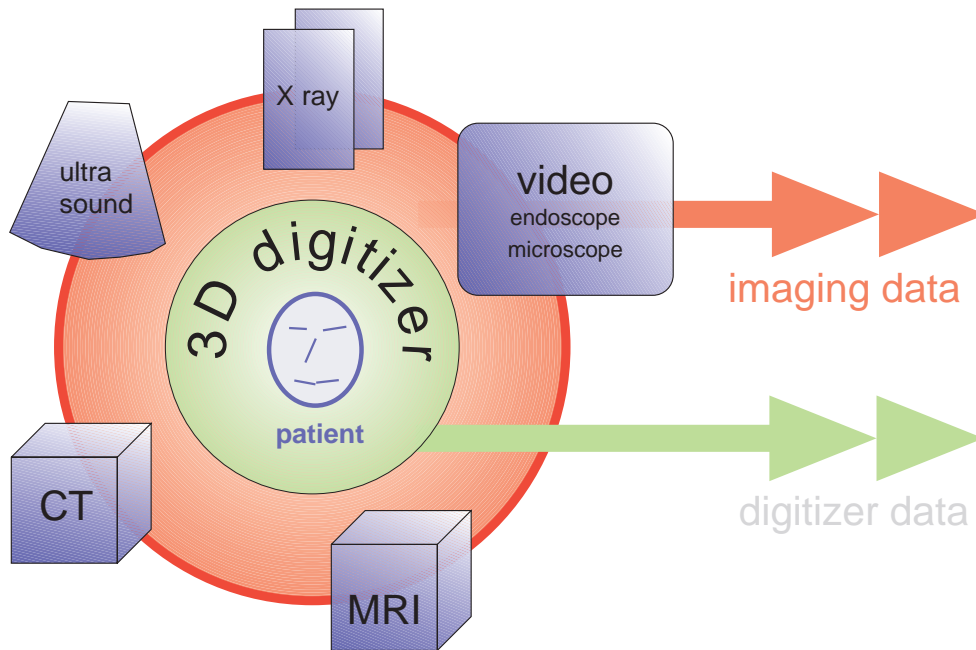 X ray
ultra
sound
video
endoscope
microscope
3D digitizer
imaging data
patient
CT
digitizer data
MRI